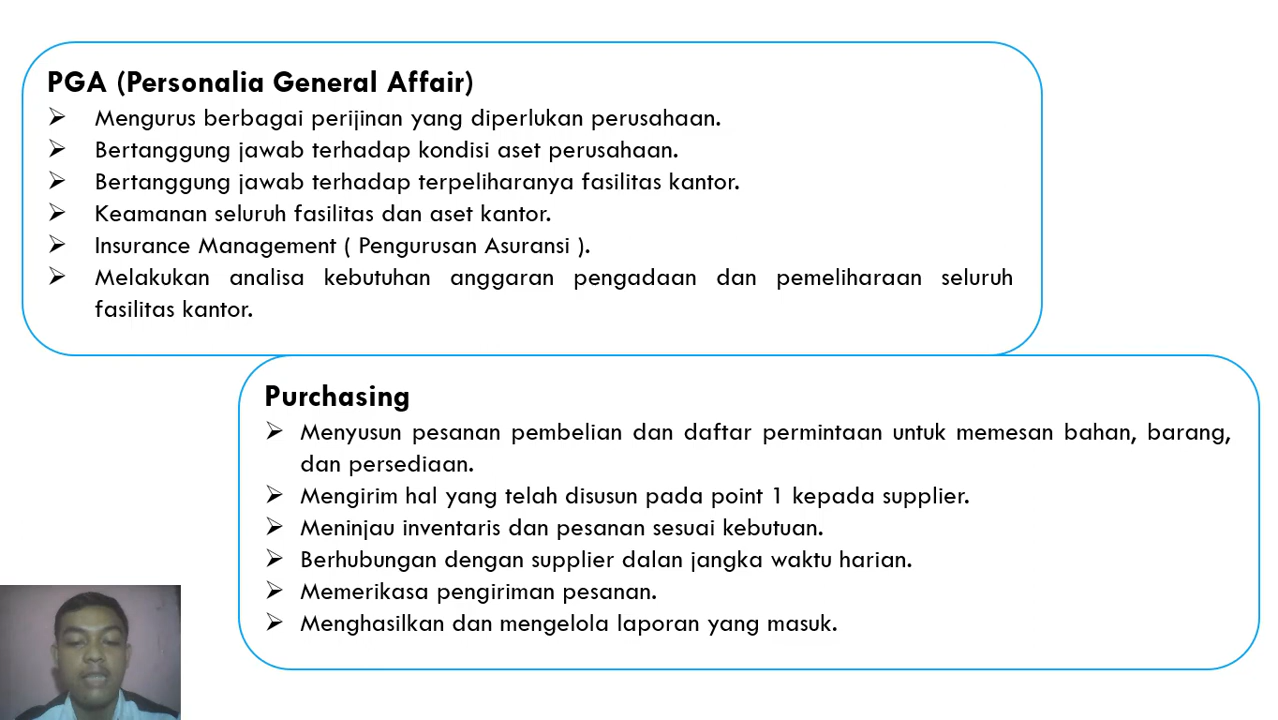 PGA (Personalia General Affair)
➢ Mengurus berbagai perijinan yang diperlukan perusahaan.
➢ Bertanggung jawab terhadap kondisi aset perusahaan.
➢ Bertanggung jawab terhadap terpeliharanya fasilitas kantor.
➢ Keamanan seluruh fasilitas dan aset kantor.
➢ Insurance Management ( Pengurusan Asuransi ).
➢ Melakukan analisa kebutuhan anggaran pengadaan dan pemeliharaan seluruh
fasilitas kantor.
Purchasing
➢ Menyusun pesanan pembelian dan daftar permintaan untuk memesan bahan, barang,
dan persediaan.
➢ Mengirim hal yang telah disusun pada point 1 kepada supplier.
➢ Meninjau inventaris dan pesanan sesuai kebutuan.
➢ Berhubungan dengan supplier dalan jangka waktu harian.
➢ Memerikasa pengiriman pesanan.
➢ Menghasilkan dan mengelola laporan yang masuk.